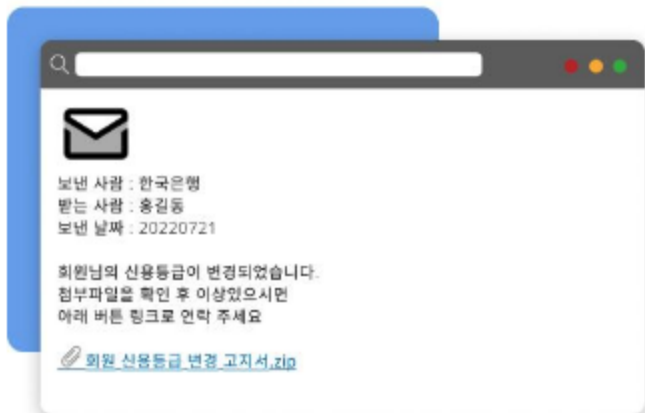 보낸 사람 : 한국은행
받는 사람 : 홍길동
보낸 날짜 : 20220721
회원님의 신용등급이 변경되었습니다.
첨부파일을 확인 후 이상있으시면
아래 버튼 링크로 연락 주세요
회원_신용등급_변경_고지서.zip